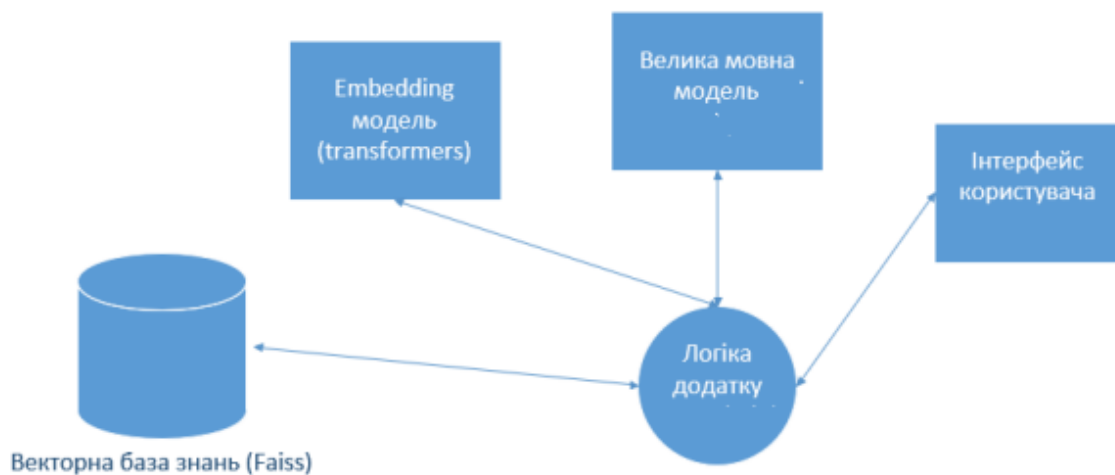 Embedding
модель
(transformers)
Велика мовна
модель
Інтерфейс
користувача
Логіка
додатку
Векторна база знань (Faiss)